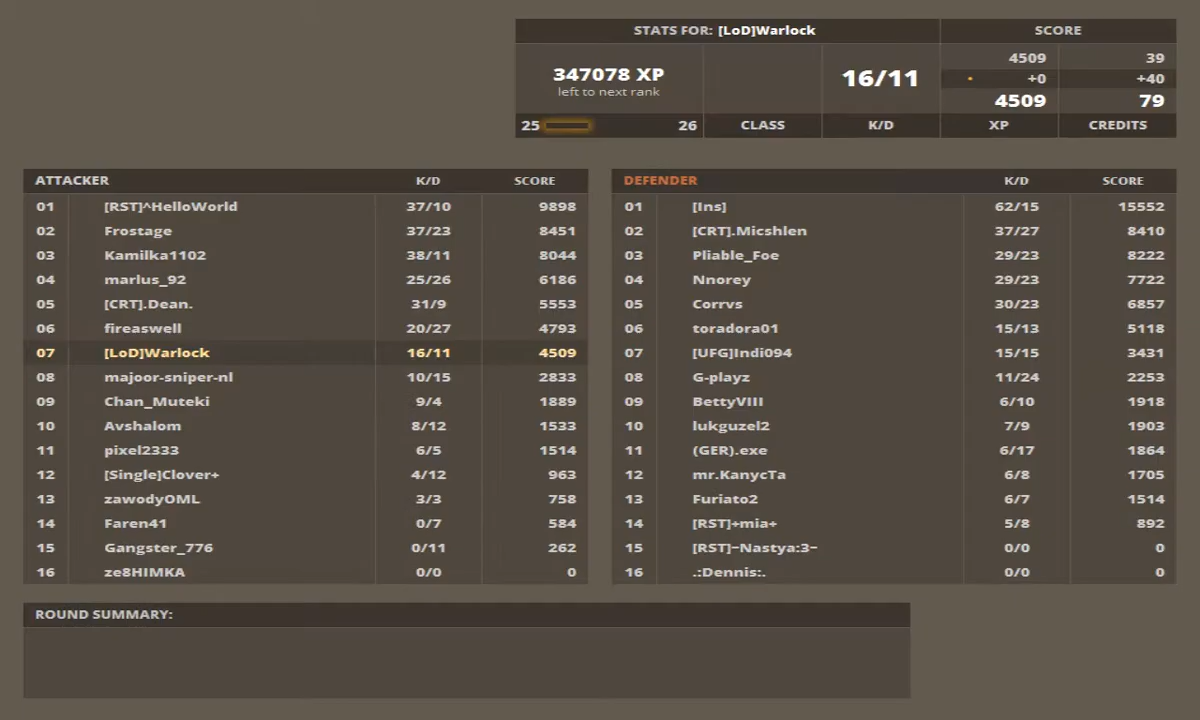 STATS FOR: [LoD]Warlock SCORE
4509 39
347078 XP 16/11 +0 +40
left to next rank
4509 79
25 26 CLASS K/D XP CREDITS
ATTACKER K/D SCORE
01 [RST]^HelloWorld 37/10 9898
02 Frostage 37/23 8451
03 Kamilka1102 38/11 8044
04 marlus_92 25/26 6186
05 [CRT].Dean. 31/9 5553
06 fireaswell 20/27 4793
07 [LoD]Warlock 16/11 4509
08 majoor-sniper-nl 10/15 2833
09 Chan_Muteki 9/4 1889
10 Avshalom 8/12 1533
11 pixel2333 6/5 1514
12 [Single]Clover+ 4/12 963
13 zawodyOML 3/3 758
14 Faren41 0/7 584
15 Gangster_776 0/11 262
16 ze8HIMKA 0/0 0
DEFENDER K/D SCORE
01 [Ins] 62/15 15552
02 [CRT].Micshlen 37/27 8410
03 Pliable_Foe 29/23 8222
04 Nnorey 29/23 7722
05 Corrvs 30/23 6857
06 toradora01 15/13 5118
07 [UFG]Indi094 15/15 3431
08 G-playz 11/24 2253
09 BettyVIII 6/10 1918
10 lukguzel2 7/9 1903
11 (GER).exe 6/17 1864
12 mr.KanycTa 6/8 1705
13 Furiato2 6/7 1514
14 [RST]+mia+ 5/8 892
15 [RST]~Nastya:3~ 0/0 0
16 .:Dennis:. 0/0 0
ROUND SUMMARY: